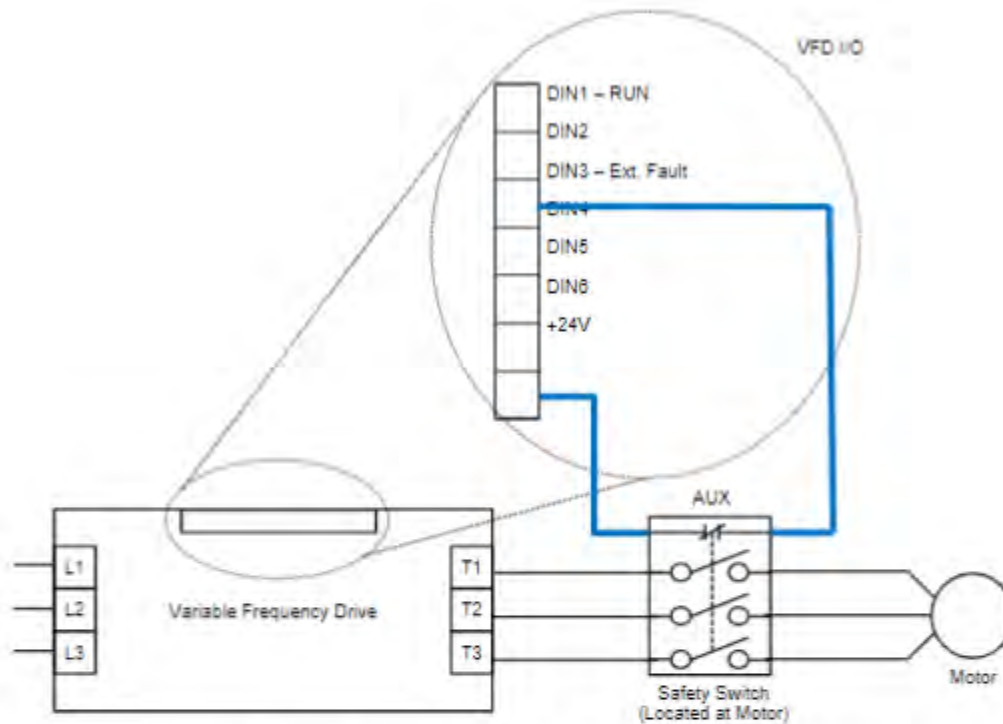 VFD I/O
DIN1 – RUN
DIN2
DIN3 – Ext. Fault
DIN4
DIN5
DIN6
+24V
AUX
L1
T1
L2
Variable Frequency Drive
T2
L3
T3
Motor
Safety Switch
(Located at Motor)